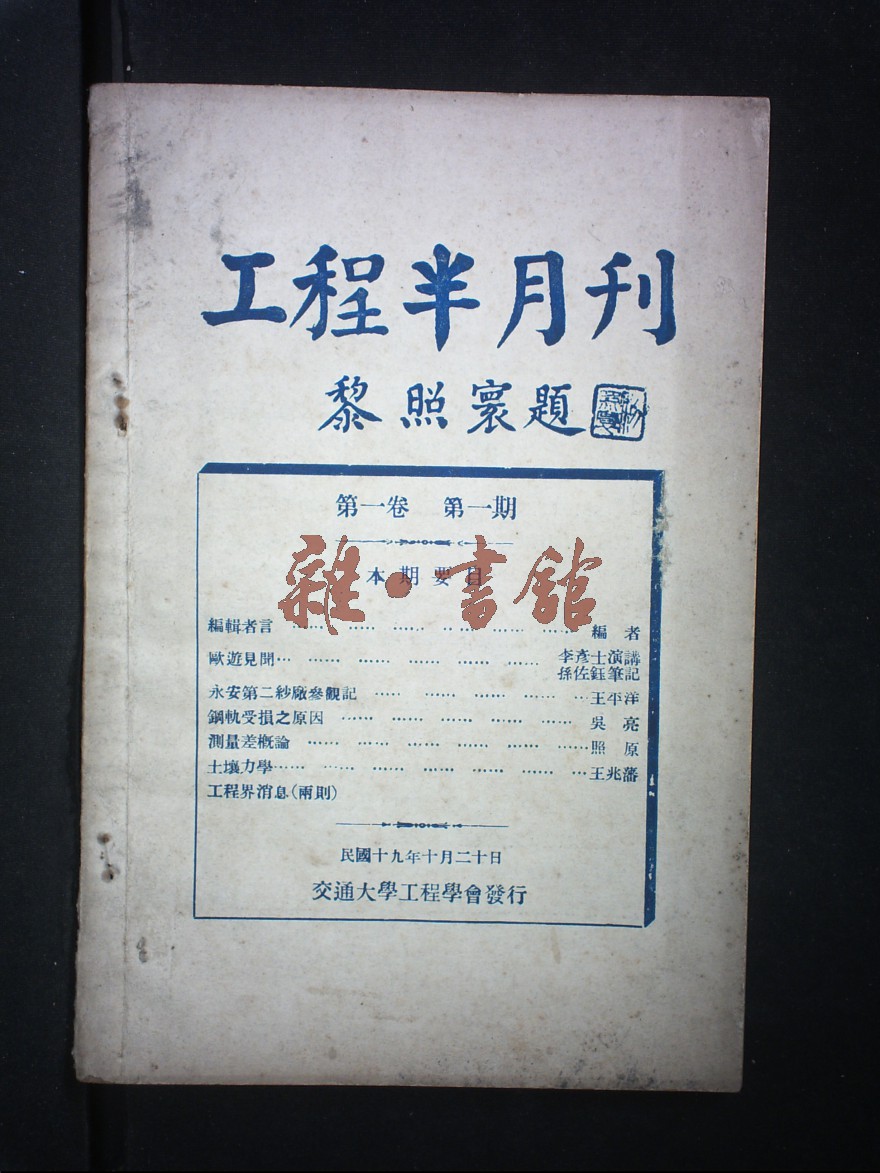 工程半月刊
黎照寰題
第一卷 第一期
本期要目
雜·書館
編輯者言 …… …… …… …… …… …… 編 者
歐遊見聞… …… …… …… …… …… 李彥士演講
孫佐鈺筆記
永安第二紗廠參觀記 …… …… …… …… …王平洋
鋼軌受損之原因 …… …… …… …… …… …… 吳 亮
測量差概論 …… …… …… …… …… ……照 原
土壤力學…… …… …… …… …… …… …王兆藩
工程界消息(兩則)
民國十九年十月二十日
交通大學工程學會發行